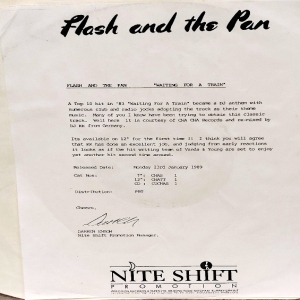 Flash and the Pan
FLASH AND THE PAN "WAITING FOR A TRAIN"
A Top 10 hit in '83 "Waiting For A Train" became a DJ anthem with
numerous club and radio jocks adopting the track as their theme
music. Many of you I know have been trying to obtain this classic
track. Well here it is courtesy of CHA CHA Records and re-mixed by
DJ RK from Germany.
Its available on 12" for the first time & I think you will agree
that RK has done an excellent job, and judging from early reactions
it looks as if the hit writing team of Vanda & Young are set to enjoy
yet another hit second time around.
Released Date: Monday 23rd January 1989
Cat Nos: 7": CHAS 1
12": CHATT 1
CD : CDCHAS 1
Distribution: PRT
Cheers,
DARREN
Nite Shift Promotions Manager.
NITE SHIFT
PROMOTION